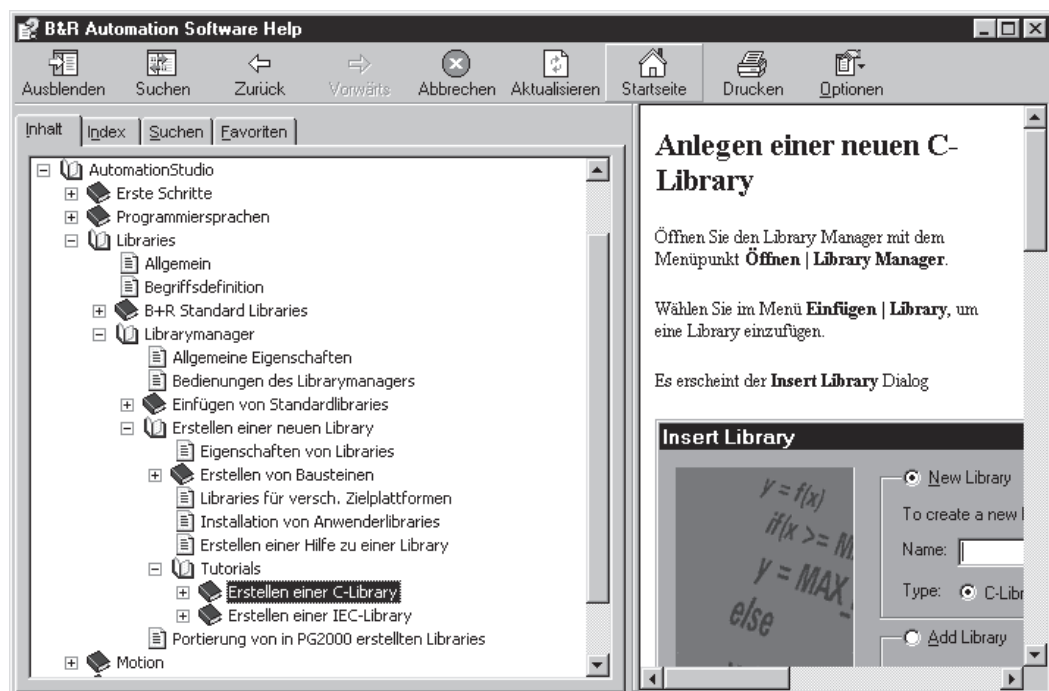 B&R Automation Software Help
Ausblenden Suchen Zurück Vorwärts Abbrechen Aktualisieren Startseite Drucken Optionen
Inhalt Index Suchen Favoriten
AutomationStudio
Erste Schritte
Programmiersprachen
Libraries
Allgemein
Begriffsdefinition
B+R Standard Libraries
Librarymanager
Allgemeine Eigenschaften
Bedienungen des Librarymanagers
Einfügen von Standardlibraries
Erstellen einer neuen Library
Eigenschaften von Libraries
Erstellen von Bausteinen
Libraries für versch. Zielplattformen
Installation von Anwenderlibraries
Erstellen einer Hilfe zu einer Library
Tutorials
Erstellen einer C-Library
Erstellen einer IEC-Library
Portierung von in PG2000 erstellten Libraries
Motion
Anlegen einer neuen C-
Library
Öffnen Sie den Library Manager mit dem
Menüpunkt Öffnen | Library Manager.
Wählen Sie im Menü Einfügen | Library, um
eine Library einzufügen.
Es erscheint der Insert Library Dialog
Insert Library
y = f(x)
if(x >= M
y = MAX_
else
New Library
To create a new l
Name:
Type: C-Libr
Add Library